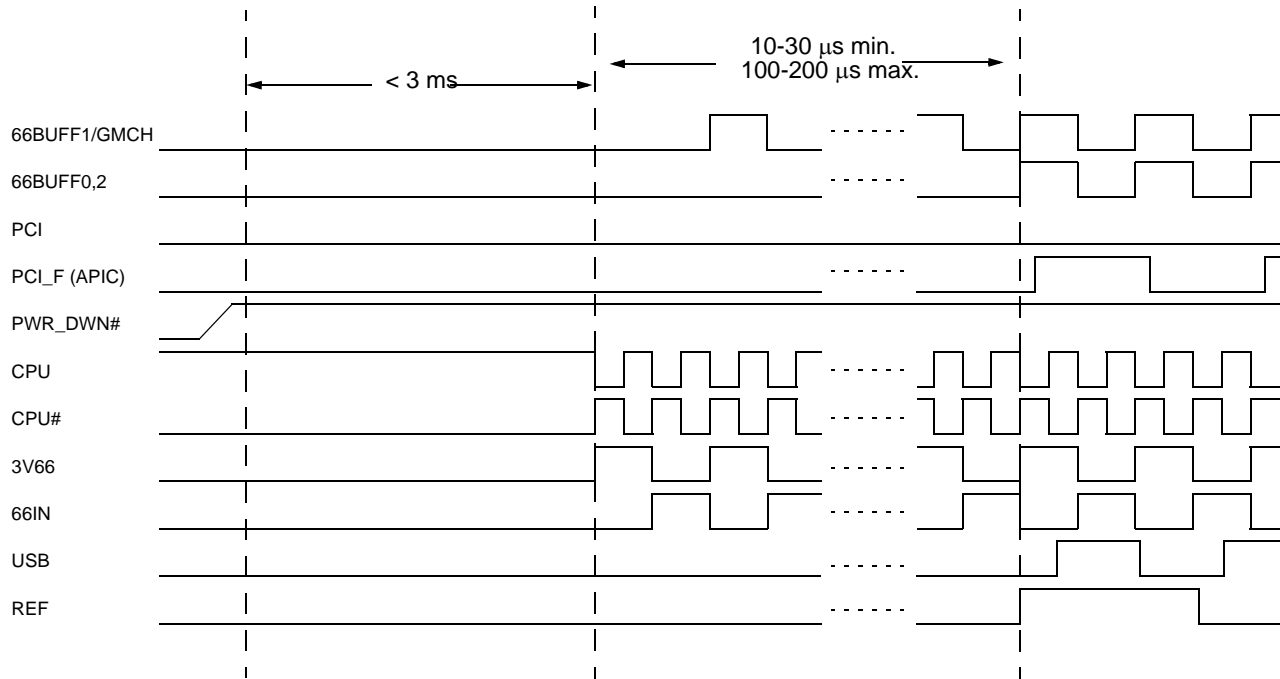 10-30 μs min.
100-200 μs max.
< 3 ms
66BUFF1/GMCH
66BUFF0,2
PCI
PCI_F (APIC)
PWR_DWN#
CPU
CPU#
3V66
66IN
USB
REF